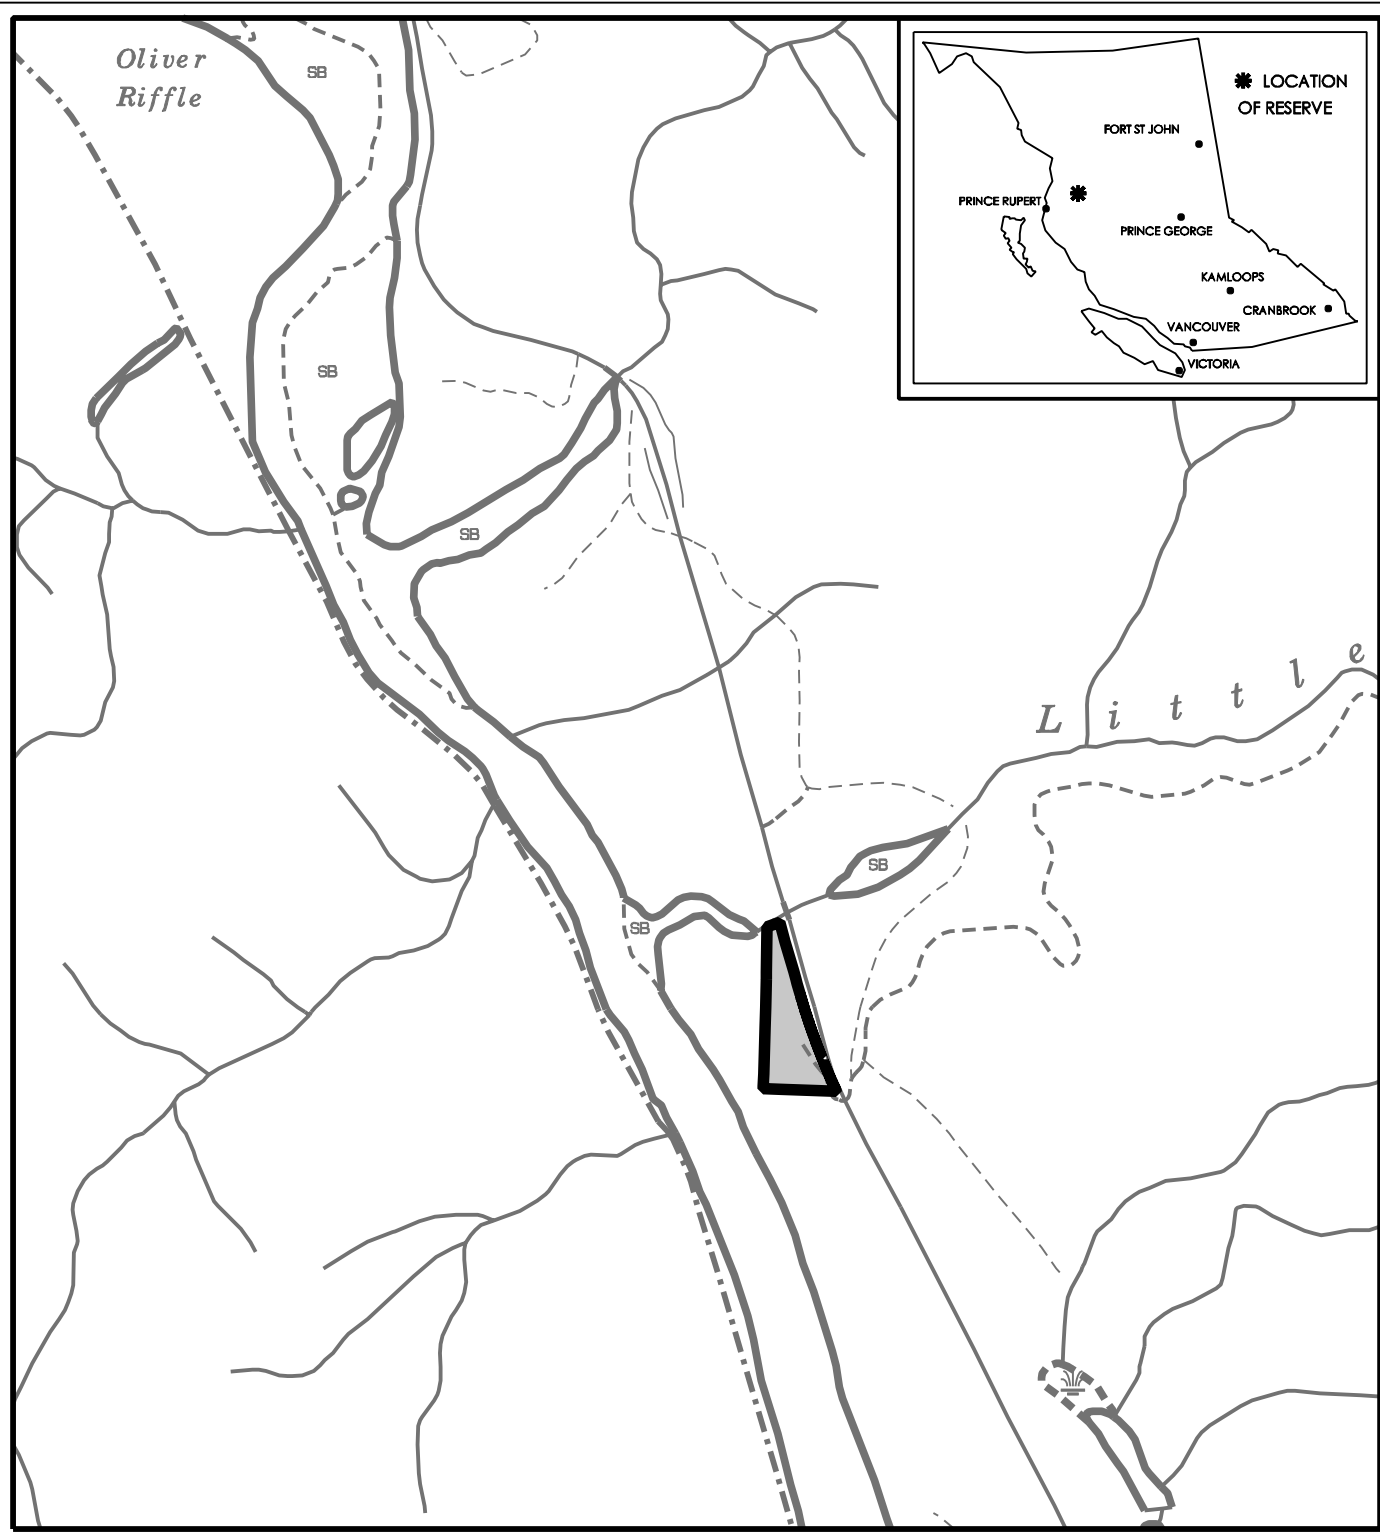 Oliver
Riffle
SB
SB
SB
SB
SB
Little
LOCATION
OF RESERVE
FORT ST JOHN
PRINCE RUPERT
PRINCE GEORGE
KAMLOOPS
CRANBROOK
VANCOUVER
VICTORIA